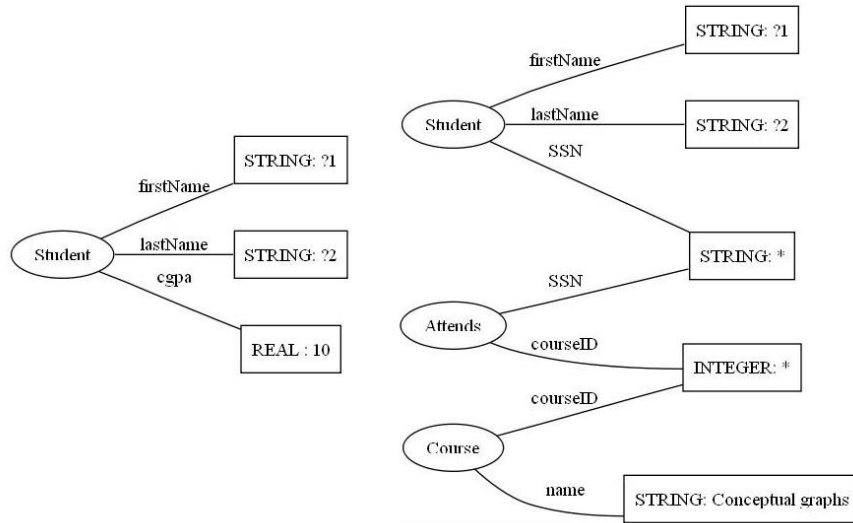 STRING: ?1
firstName
Student
lastName
STRING: ?2
cgpa
REAL : 10
STRING: ?1
firstName
Student
lastName
STRING: ?2
SSN
STRING: *
SSN
Attends
courseID
INTEGER: *
courseID
Course
name
STRING: Conceptual graphs